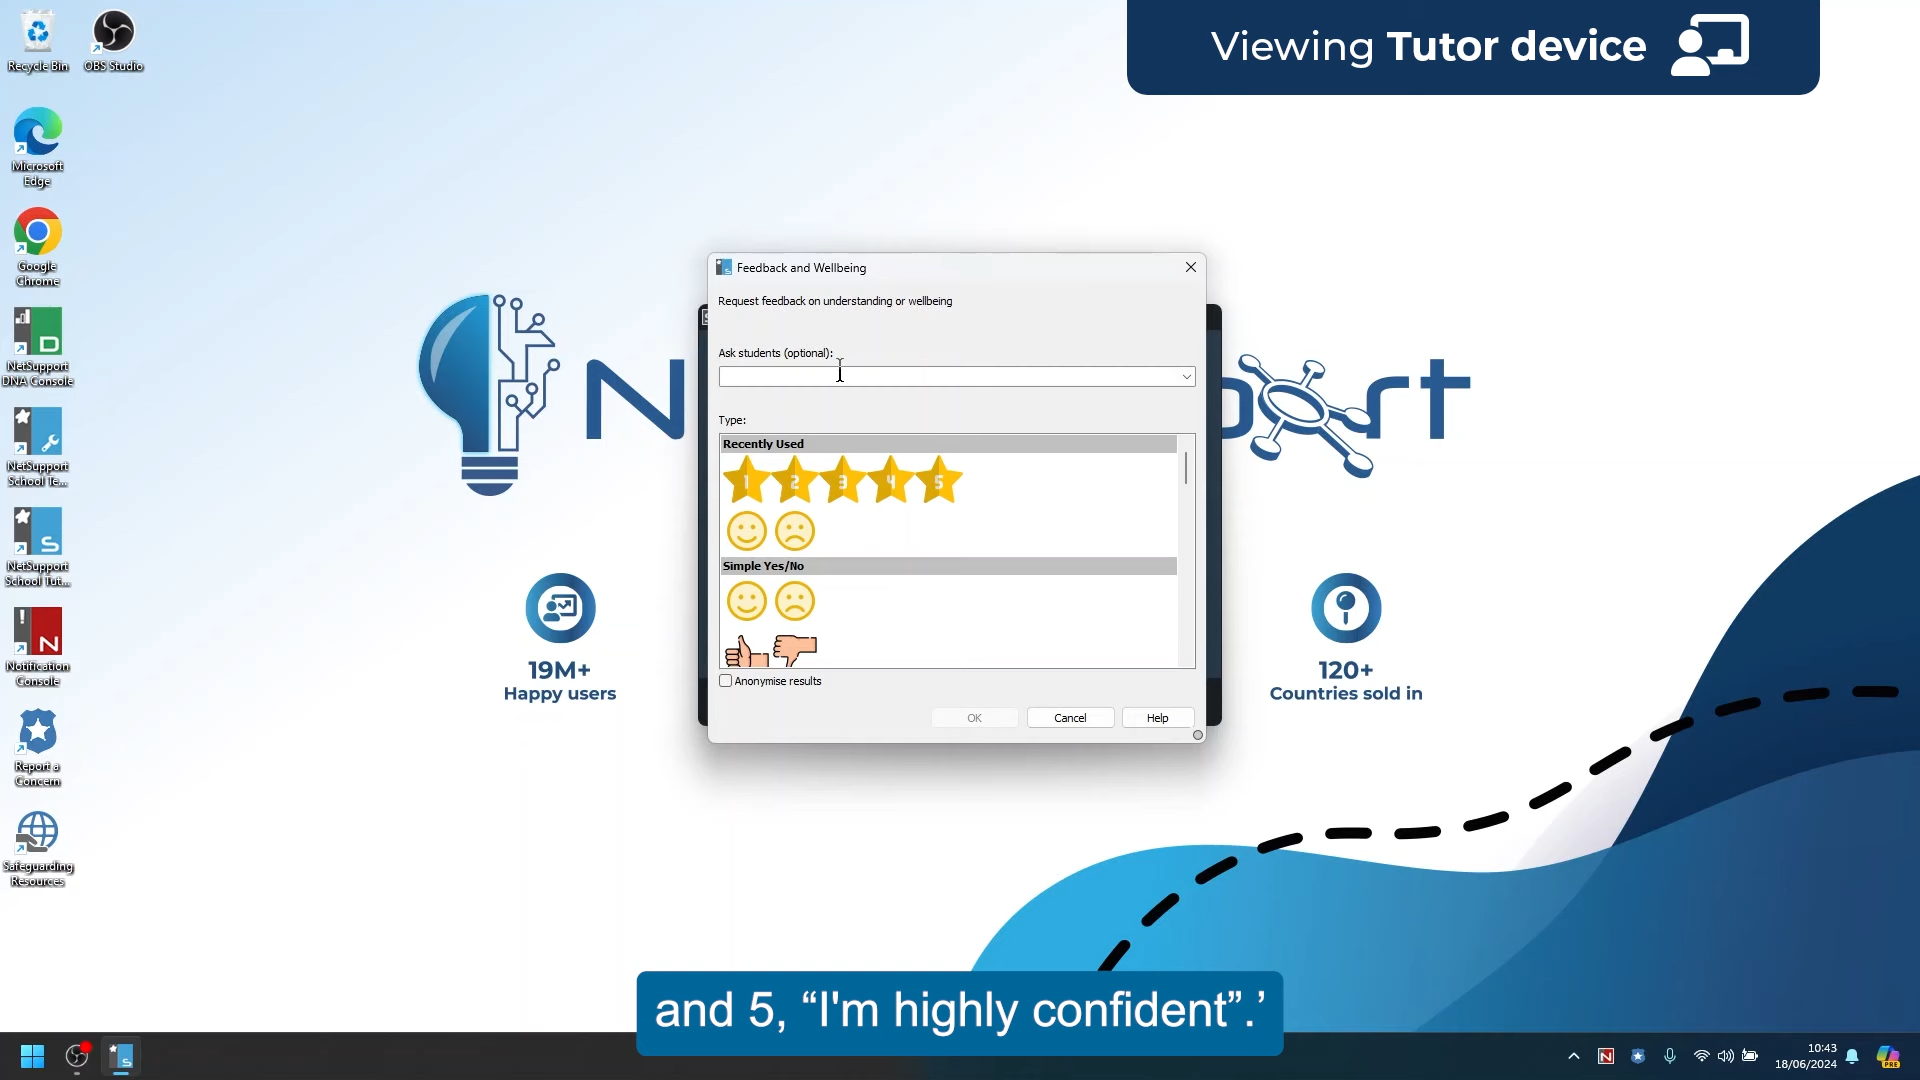 Recycle Bin
OBS Studio
Viewing Tutor device
Microsoft
Edge
Google
Chrome
NetSupport
DNA Console
NetSupport
School Te...
NetSupport
School Tut...
Notification
Console
Report a
Concern
Safeguarding
Resources
Feedback and Wellbeing
Request feedback on understanding or wellbeing
Ask students (optional):
Type:
Recently Used
1 2 3 4 5
Simple Yes/No
Anonymise results
OK
Cancel
Help
19M+
Happy users
120+
Countries sold in
and 5, “I'm highly confident”.’
10:43
18/06/2024
PRE